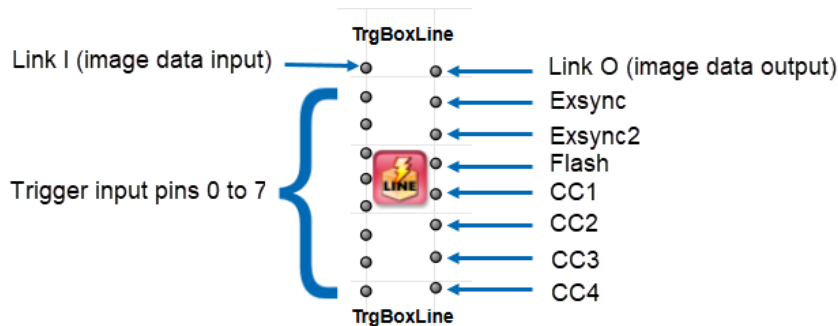 TrgBoxLine
Link I (image data input)
Link O (image data output)
Exsync
Exsync2
Flash
LINE
Trigger input pins 0 to 7
CC1
CC2
CC3
CC4
TrgBoxLine